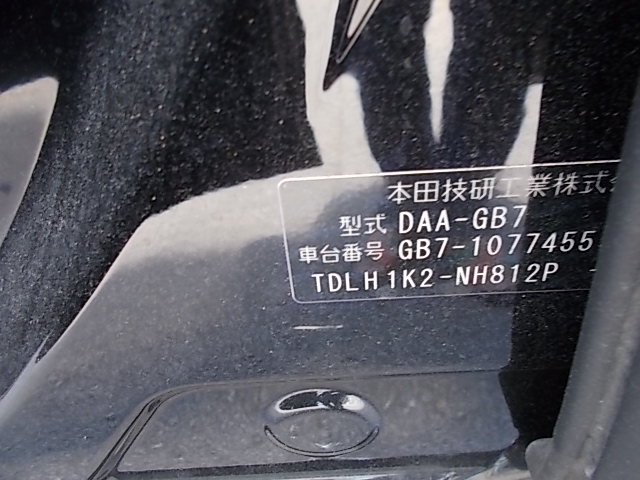 本田技研工業株式
型式 DAA-GB7
車台番号 GB7-1077455
TDLH1K2-NH812P -